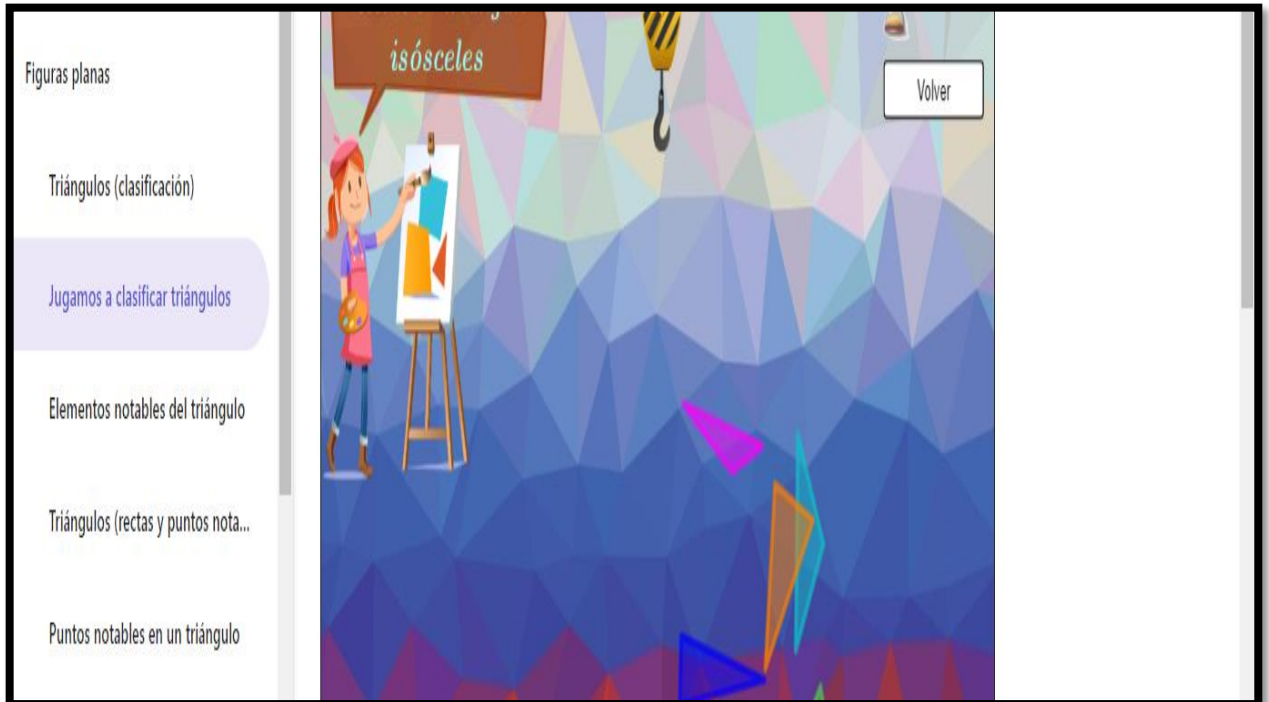 Figuras planas
Triángulos (clasificación)
Jugamos a clasificar triángulos
Elementos notables del triángulo
Triángulos (rectas y puntos nota...
Puntos notables en un triángulo
isósceles
Volver